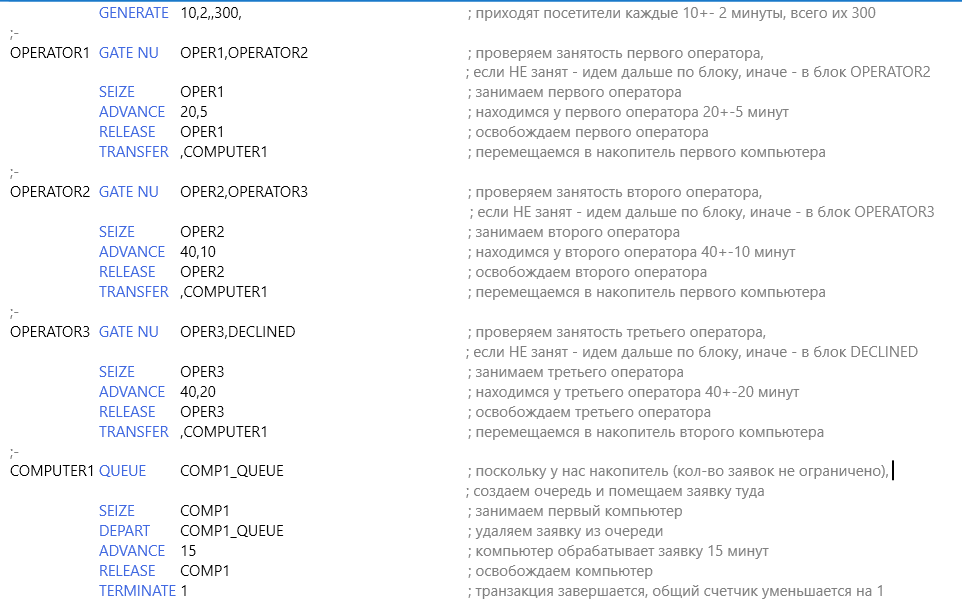 GENERATE 10,2,,300, ; приходят посетители каждые 10+- 2 минуты, всего их 300
;-
OPERATOR1 GATE NU OPER1,OPERATOR2 ; проверяем занятость первого оператора,
; если НЕ занят - идем дальше по блоку, иначе - в блок OPERATOR2
SEIZE OPER1 ; занимаем первого оператора
ADVANCE 20,5 ; находимся у первого оператора 20+-5 минут
RELEASE OPER1 ; освобождаем первого оператора
TRANSFER ,COMPUTER1 ; перемещаемся в накопитель первого компьютера
;-
OPERATOR2 GATE NU OPER2,OPERATOR3 ; проверяем занятость второго оператора,
; если НЕ занят - идем дальше по блоку, иначе - в блок OPERATOR3
SEIZE OPER2 ; занимаем второго оператора
ADVANCE 40,10 ; находимся у второго оператора 40+-10 минут
RELEASE OPER2 ; освобождаем второго оператора
TRANSFER ,COMPUTER1 ; перемещаемся в накопитель первого компьютера
;-
OPERATOR3 GATE NU OPER3,DECLINED ; проверяем занятость третьего оператора,
; если НЕ занят - идем дальше по блоку, иначе - в блок DECLINED
SEIZE OPER3 ; занимаем третьего оператора
ADVANCE 40,20 ; находимся у третьего оператора 40+-20 минут
RELEASE OPER3 ; освобождаем третьего оператора
TRANSFER ,COMPUTER1 ; перемещаемся в накопитель второго компьютера
;-
COMPUTER1 QUEUE COMP1_QUEUE ; поскольку у нас накопитель (кол-во заявок не ограничено),
; создаем очередь и помещаем заявку туда
SEIZE COMP1 ; занимаем первый компьютер
DEPART COMP1_QUEUE ; удаляем заявку из очереди
ADVANCE 15 ; компьютер обрабатывает заявку 15 минут
RELEASE COMP1 ; освобождаем компьютер
TERMINATE 1 ; транзакция завершается, общий счетчик уменьшается на 1